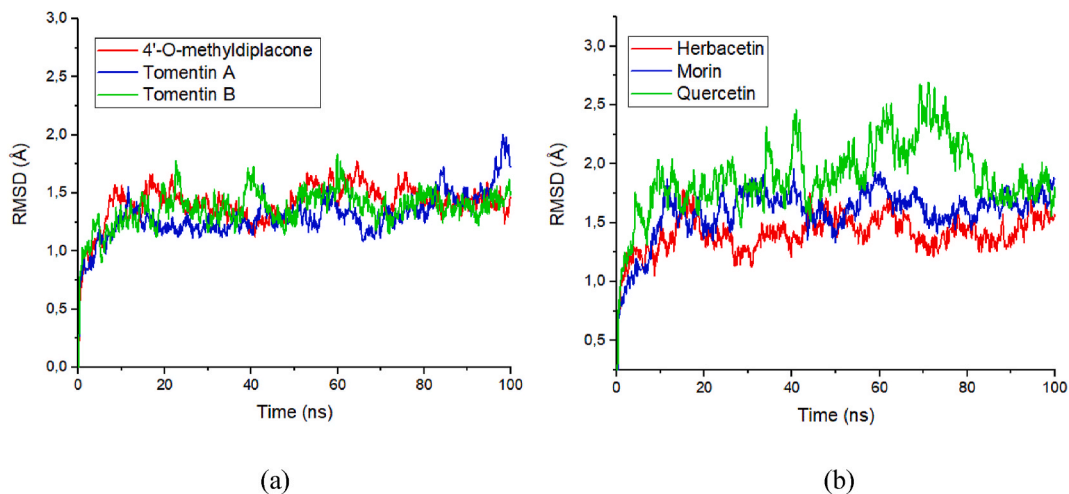 3,0
2,5
2,0
1,5
1,0
0,5
0,0
RMSD (Å)
4'-O-methyldiplacone
Tomentin A
Tomentin B
0 20 40 60 80 100
Time (ns)
(a)
3,0
2,5
2,0
1,5
1,0
0,5
RMSD (Å)
Herbacetin
Morin
Quercetin
0 20 40 60 80 100
Time (ns)
(b)